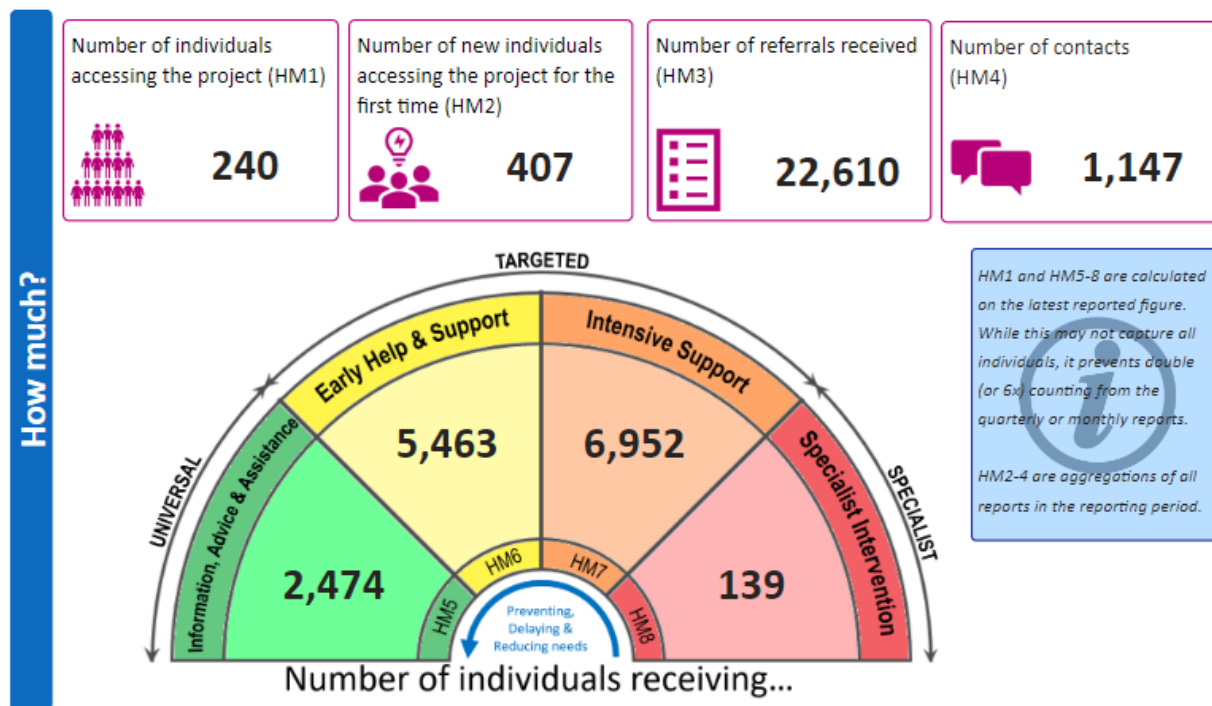 How much?
Number of individuals
accessing the project (HM1)
240
Number of new individuals
accessing the project for the
first time (HM2)
407
Number of referrals received
(HM3)
22,610
Number of contacts
(HM4)
1,147
TARGETED
UNIVERSAL
SPECIALIST
Information, Advice & Assistance
Early Help & Support
Intensive Support
Specialist Intervention
2,474
5,463
6,952
139
HM5
HM6
HM7
HM8
Preventing,
Delaying &
Reducing needs
Number of individuals receiving...
HM1 and HM5-8 are calculated
on the latest reported figure.
While this may not capture all
individuals, it prevents double
(or 6x) counting from the
quarterly or monthly reports.
HM2-4 are aggregations of all
reports in the reporting period.